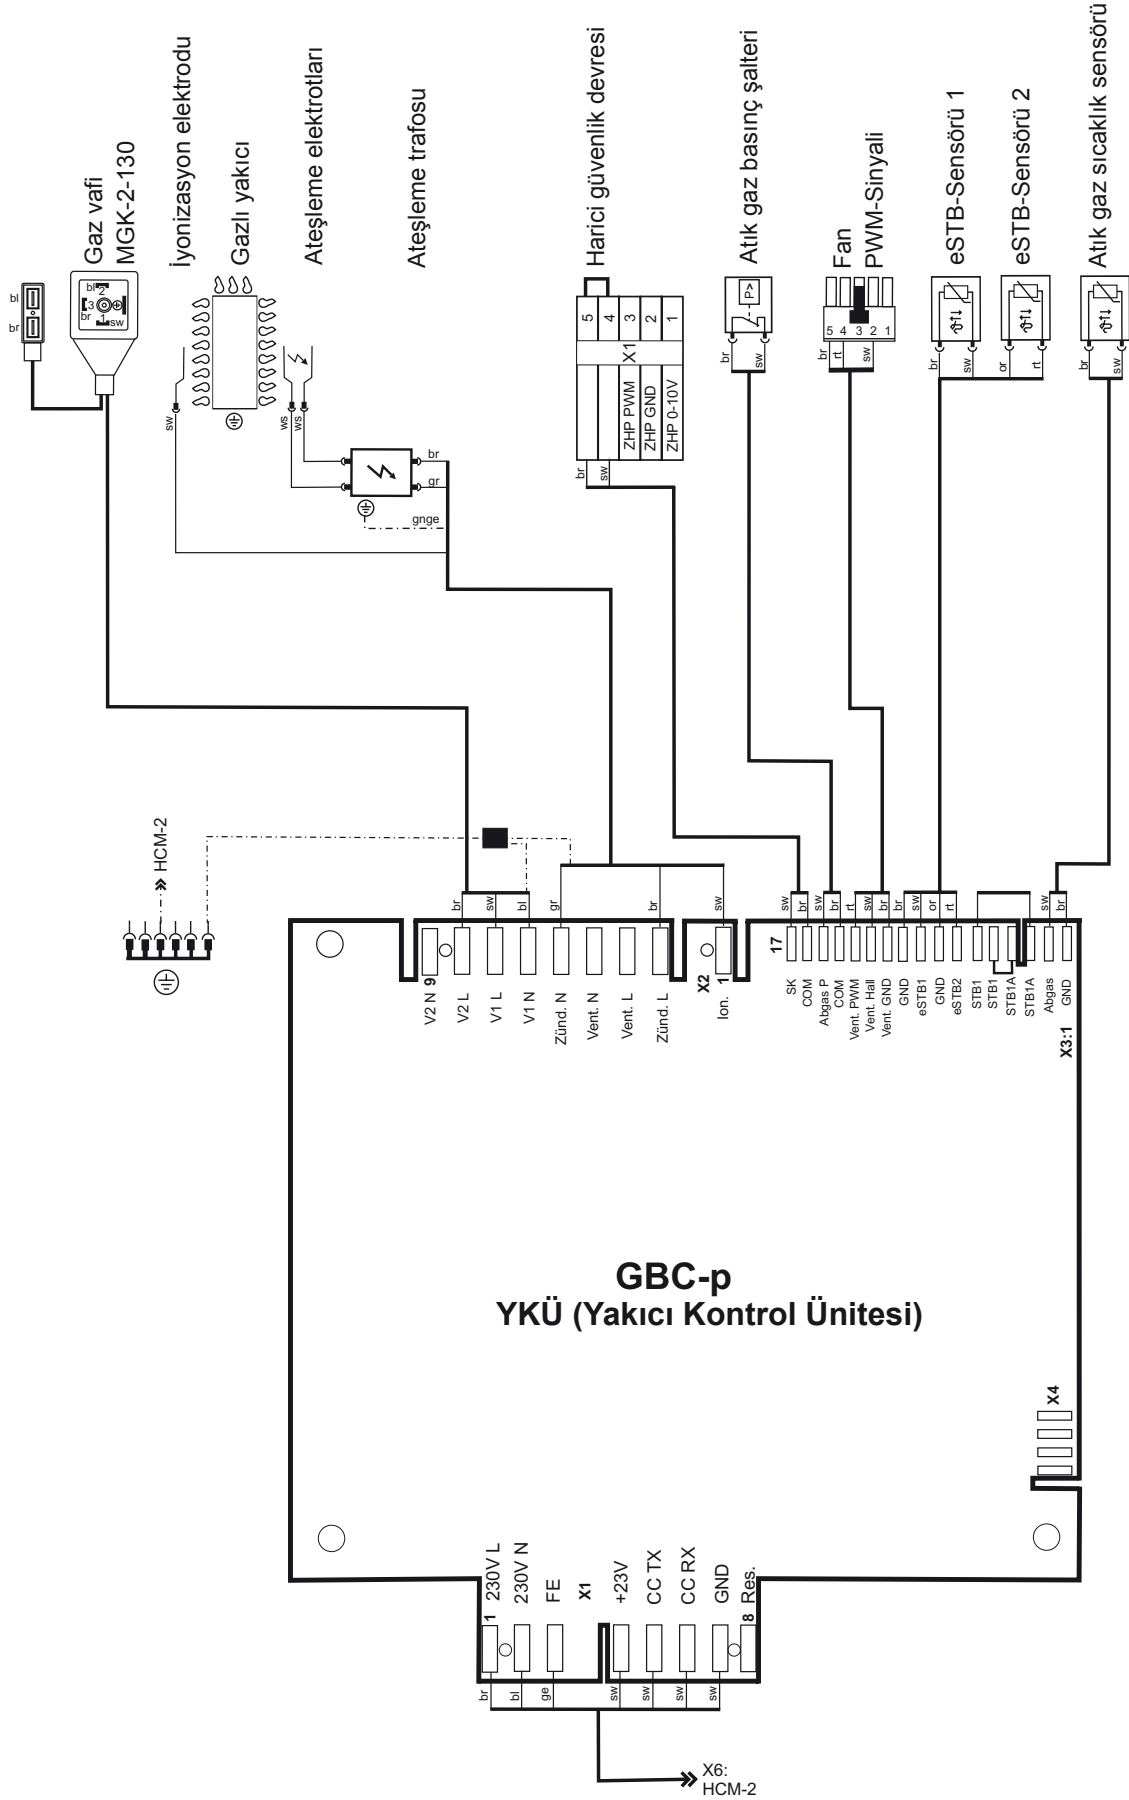 bl
br
Gaz vafi
MGK-2-130
bl
2
3
br
1
sw
İyonizasyon elektrodu
sw
Gazlı yakıcı
Ateşleme elektrotları
ws
ws
Ateşleme trafosu
br
gr
gnge
Harici güvenlik devresi
5
4
3
2
1
X1
ZHP PWM
ZHP GND
ZHP 0-10V
br
sw
Atık gaz basınç şalteri
P>
br
sw
Fan
PWM-Sinyali
5
4
3
2
1
br
rt
sw
eSTB-Sensörü 1
br
sw
eSTB-Sensörü 2
or
rt
Atık gaz sıcaklık sensörü
br
sw
HCM-2
br
sw
bl
gr
br
sw
V2 N 9
V2 L
V1 L
V1 N
Zünd. N
Vent. N
Vent. L
Zünd. L
X2
Ion. 1
17
sw
br
sw
br
rt
sw
br
br
sw
or
rt
sw
br
SK
COM
Abgas P
COM
Vent. PWM
Vent. Hall
Vent. GND
GND
eSTB1
GND
eSTB2
STB1
STB1
STB1A
STB1A
Abgas
GND
X3:1
GBC-p
YKÜ (Yakıcı Kontrol Ünitesi)
X4
1 230V L
230V N
FE
X1
+23V
CC TX
CC RX
GND
8 Res.
br
bl
ge
sw
sw
sw
sw
X6:
HCM-2